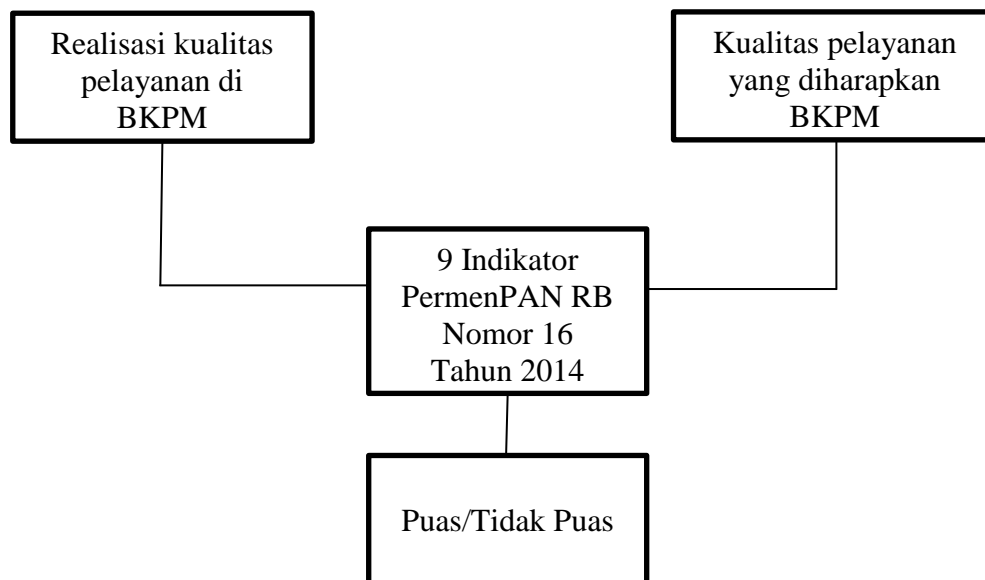 Realisasi kualitas
pelayanan di
BKPM
Kualitas pelayanan
yang diharapkan
BKPM
9 Indikator
PermenPAN RB
Nomor 16
Tahun 2014
Puas/Tidak Puas